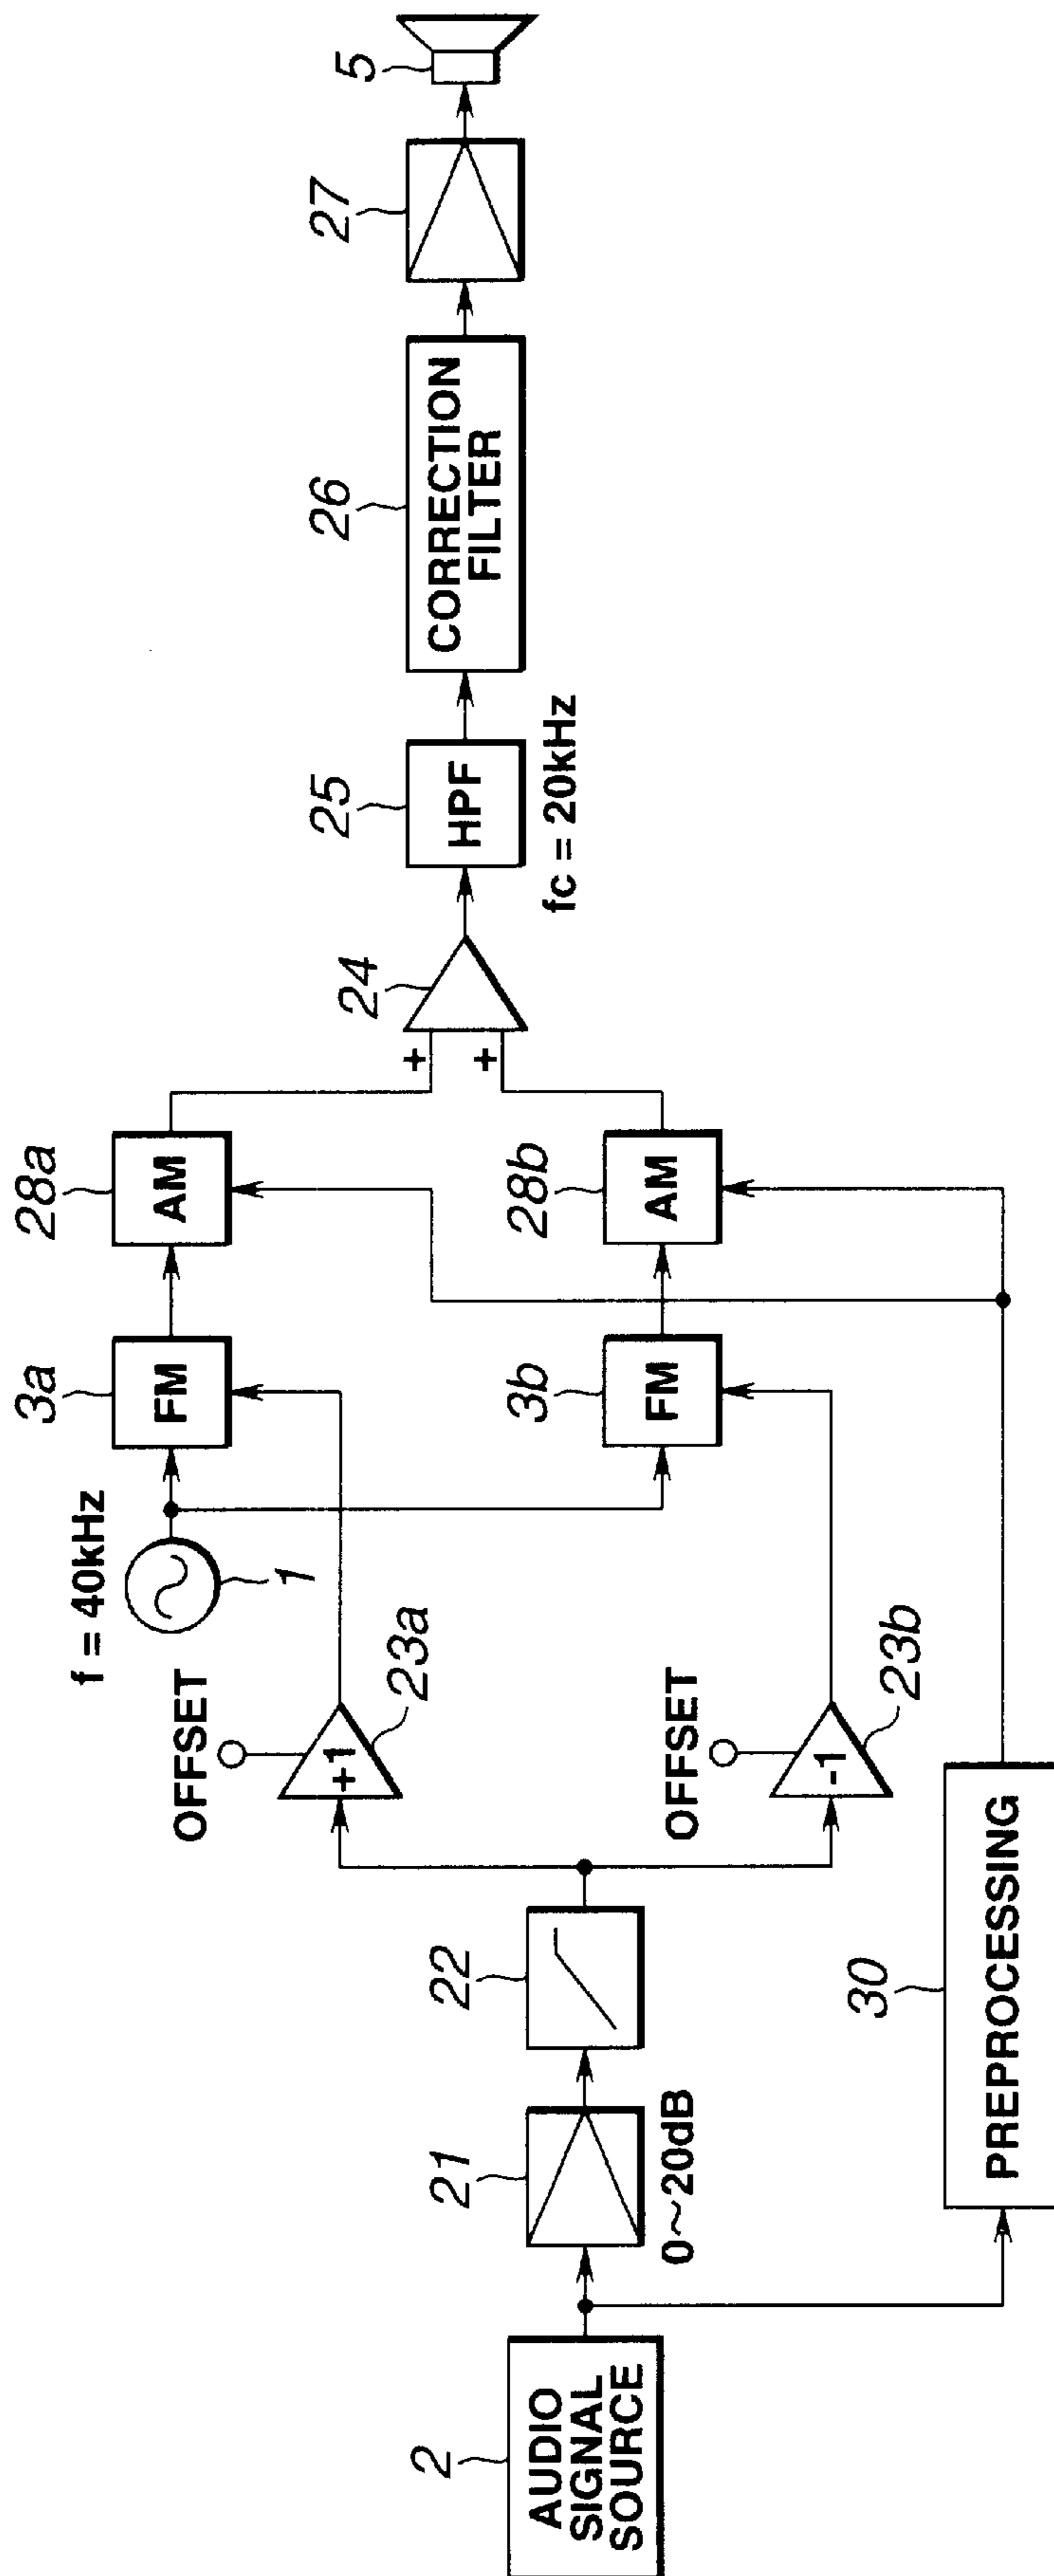 2
AUDIO
SIGNAL
SOURCE
21
0~20dB
22
30
PREPROCESSING
OFFSET
+1
23a
OFFSET
-1
23b
f = 40kHz
1
3a
FM
3b
FM
28a
AM
28b
AM
+
+
24
25
HPF
fc = 20kHz
26
CORRECTION
FILTER
27
5